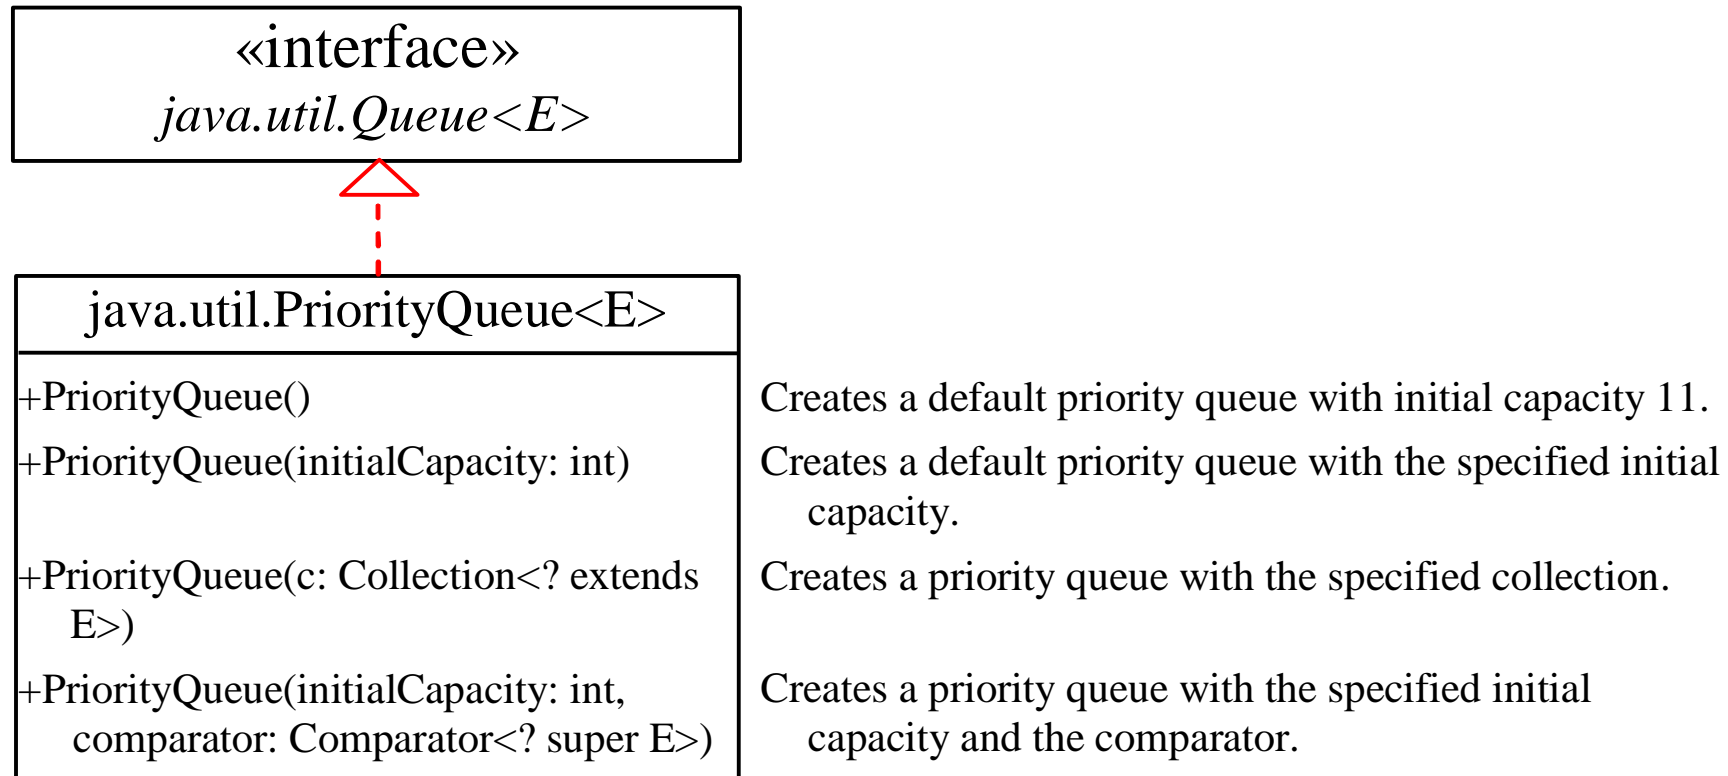 «interface»
java.util.Queue<E>
java.util.PriorityQueue<E>
+PriorityQueue()
Creates a default priority queue with initial capacity 11.
+PriorityQueue(initialCapacity: int)
Creates a default priority queue with the specified initial
capacity.
+PriorityQueue(c: Collection<? extends
E>)
Creates a priority queue with the specified collection.
+PriorityQueue(initialCapacity: int,
comparator: Comparator<? super E>)
Creates a priority queue with the specified initial
capacity and the comparator.